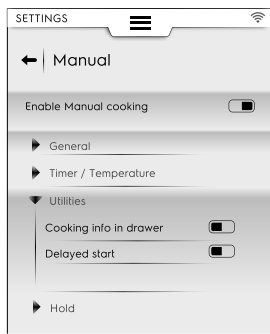 SETTINGS
Manual
Enable Manual cooking
General
Timer / Temperature
Utilities
Cooking info in drawer
Delayed start
Hold